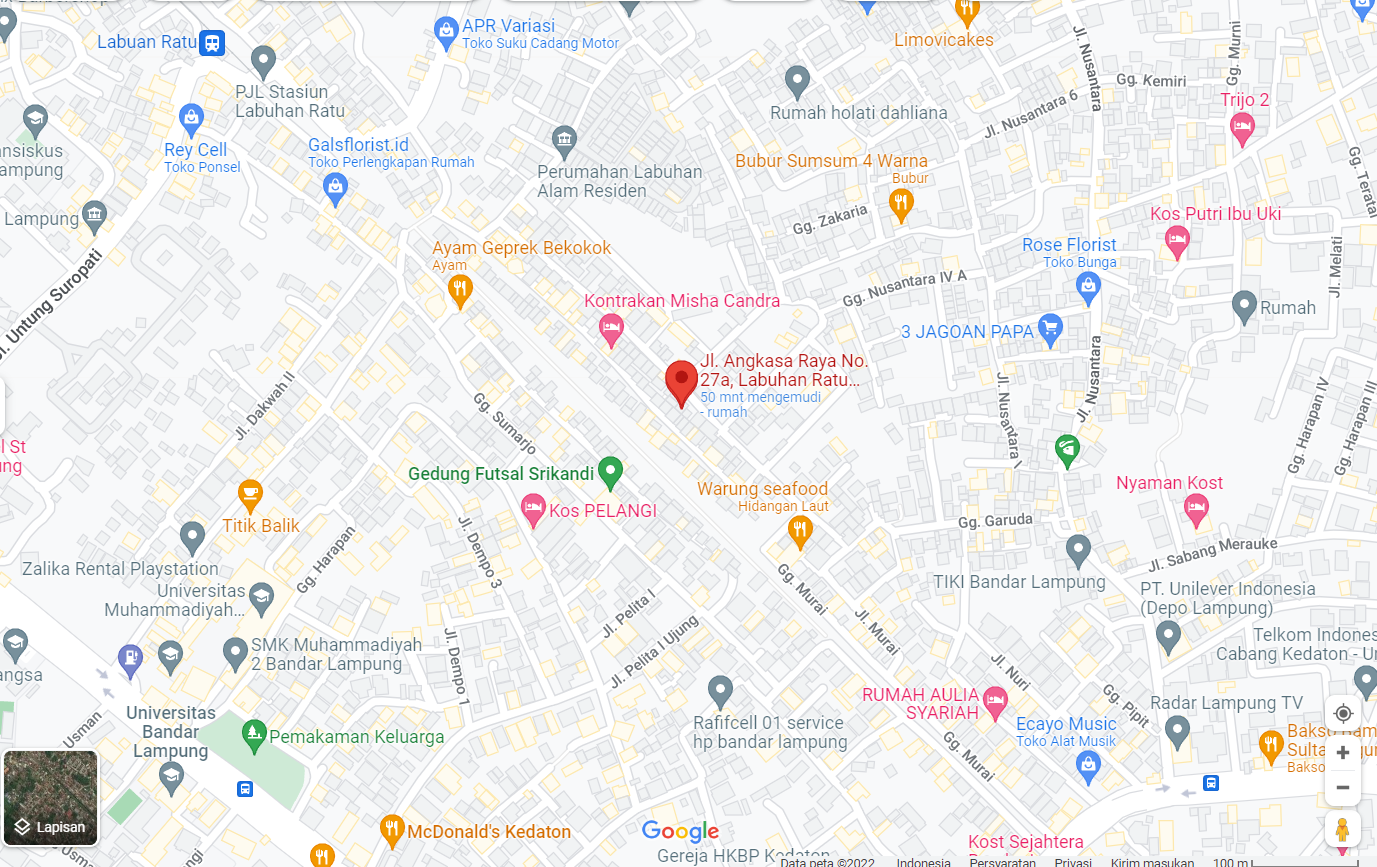 APR Variasi
Toko Suku Cadang Motor
Limovicakes
Labuan Ratu
PJL Stasiun
Labuhan Ratu
Jl. Nusantara
Gg. Murni
Gg. Kemiri
Rumah holati dahliana
Jl. Nusantara 6
Trijo 2
Rey Cell
Toko Ponsel
Galsflorist.id
Toko Perlengkapan Rumah
Perumahan Labuhan
Alam Residen
Bubur Sumsum 4 Warna
Bubur
Gg. Zakaria
Gg. Teratai
Lampung
Kos Putri Ibu Uki
Ayam Geprek Bekokok
Ayam
Rose Florist
Toko Bunga
Jl. Melati
Jl. Untung Suropati
Gg. Nusantara IV A
Kontrakan Misha Candra
Rumah
3 JAGOAN PAPA
Jl. Angkasa Raya No.
27a, Labuhan Ratu...
50 mnt mengemudi
- rumah
Jl. Nusantara
Jl. Dakwah II
Gg. Sumarjo
Jl. Nusantara I
Gg. Harapan IV
Gg. Harapan III
Gedung Futsal Srikandi
Kos PELANGI
Warung seafood
Hidangan Laut
Nyaman Kost
Titik Balik
Gg. Garuda
Jl. Dempo 3
Gg. Harapan
Zalika Rental Playstation
Jl. Sabang Merauke
TIKI Bandar Lampung
Universitas
Muhammadiyah...
Gg. Murai
PT. Unilever Indonesia
(Depo Lampung)
Jl. Pelita I
Jl. Murai
Jl. Pelita I Ujung
SMK Muhammadiyah
2 Bandar Lampung
Jl. Dempo 1
Telkom Indones
Cabang Kedaton - Un
angsa
Jl. Nuri
RUMAH AULIA
SYARIAH
Gg. Pipit
Radar Lampung TV
Universitas
Bandar
Lampung
Usman
Pemakaman Keluarga
Rafifcell 01 service
hp bandar lampung
Ecayo Music
Toko Alat Musik
Gg. Murai
Bakso
Sulta
Bakso
Lapisan
McDonald's Kedaton
Google
Kost Sejahtera
Gereja HKBP Kedaton
Data peta ©2022
Indonesia
Persyaratan
Privasi
Kirim masukan
100 m